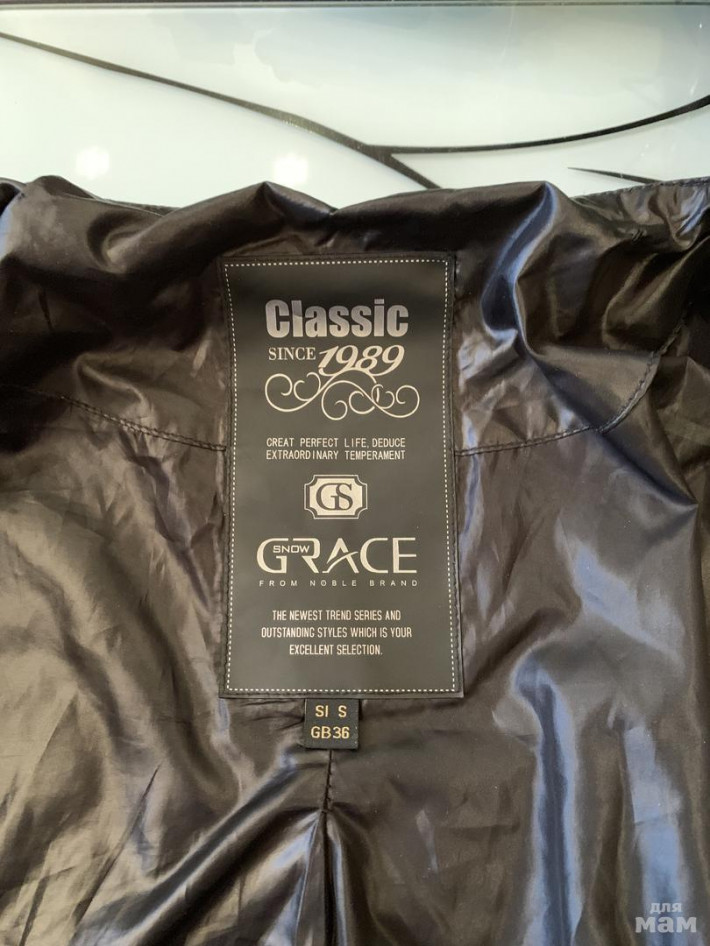 Classic
SINCE 1989
CREAT PERFECT LIFE, DEDUCE
EXTRAORDINARY TEMPERAMENT
GS
SNOW
GRACE
FROM NOBLE BRAND
THE NEWEST TREND SERIES AND
OUTSTANDING STYLES WHICH IS YOUR
EXCELLENT SELECTION.
SI S
GB36
для
мам